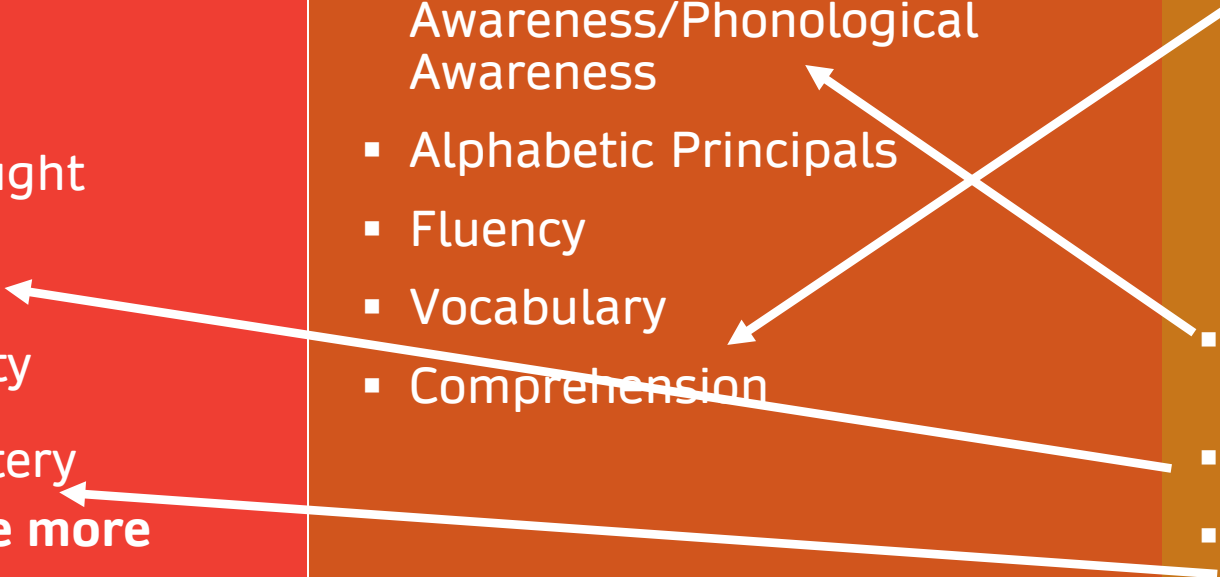 ught
ty
tery
e more
Awareness/Phonological
Awareness
▪ Alphabetic Principals
▪ Fluency
▪ Vocabulary
▪ Comprehension